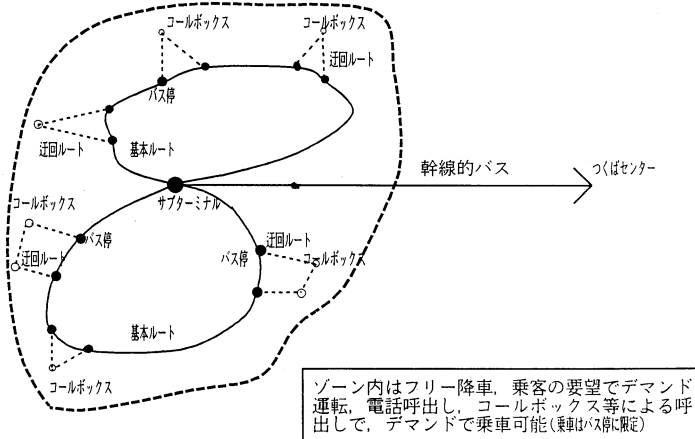 コールボックス
コールボックス
迂回ルート
バス停
迂回ルート
基本ルート
幹線的バス
つくばセンター
コールボックス
サブターミナル
バス停
迂回ルート
迂回ルート
バス停
コールボックス
基本ルート
コールボックス
ゾーン内はフリー降車，乗客の要望でデマンド
運転，電話呼出し，コールボックス等による呼
出しで，デマンドで乗車可能(乗車はバス停に限定)